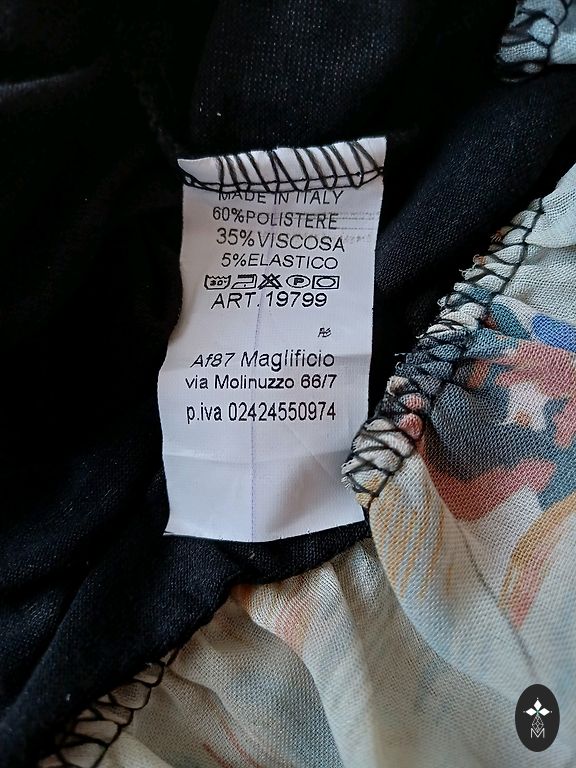 MADE IN ITALY
60%POLISTERE
35%VISCOSA
5%ELASTICO
30 P
ART. 19799
Af87 Maglificio
via Molinuzzo 66/7
p.iva 02424550974
M